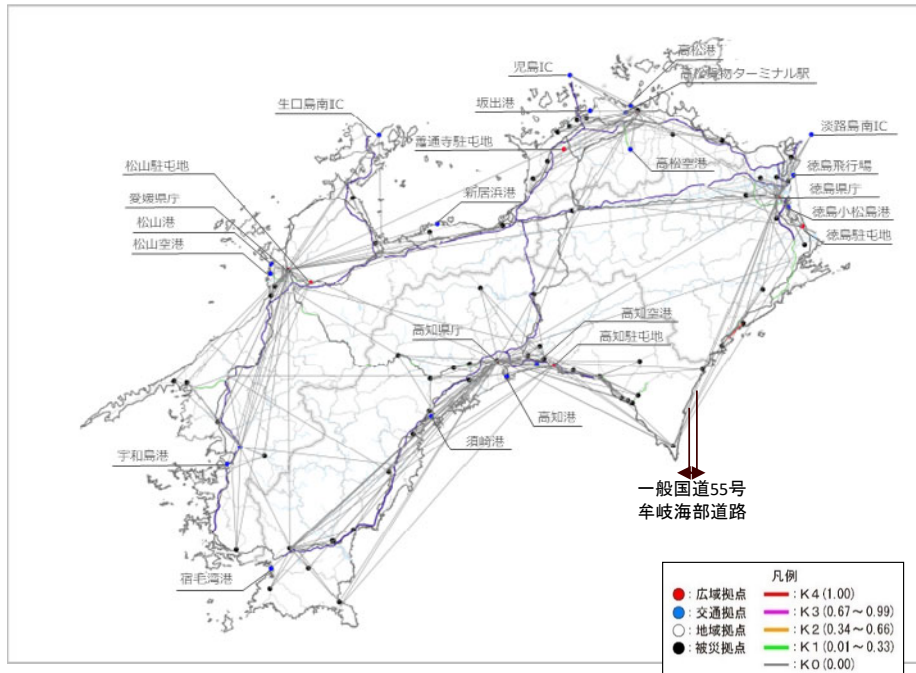 高松港
児島IC
高松貨物ターミナル駅
坂出港
生口島南IC
淡路島南IC
善通寺駐屯地
松山駐屯地
高松空港
徳島飛行場
愛媛県庁
新居浜港
徳島県庁
松山港
徳島小松島港
松山空港
徳島駐屯地
高知県庁
高知空港
高知駐屯地
高知港
須崎港
宇和島港
一般国道55号
牟岐海部道路
宿毛湾港
凡例
:広域拠点
:K4(1.00)
:交通拠点
:K3(0.67~0.99)
:地域拠点
:K2(0.34~0.66)
:被災拠点
:K1(0.01~0.33)
:K0(0.00)